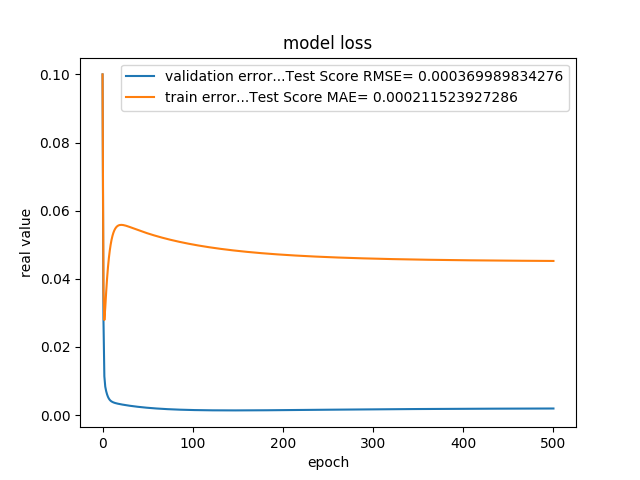 model loss
validation error...Test Score RMSE= 0.000369989834276
train error...Test Score MAE= 0.000211523927286
0.10
0.08
0.06
0.04
0.02
0.00
real value
0 100 200 300 400 500
epoch